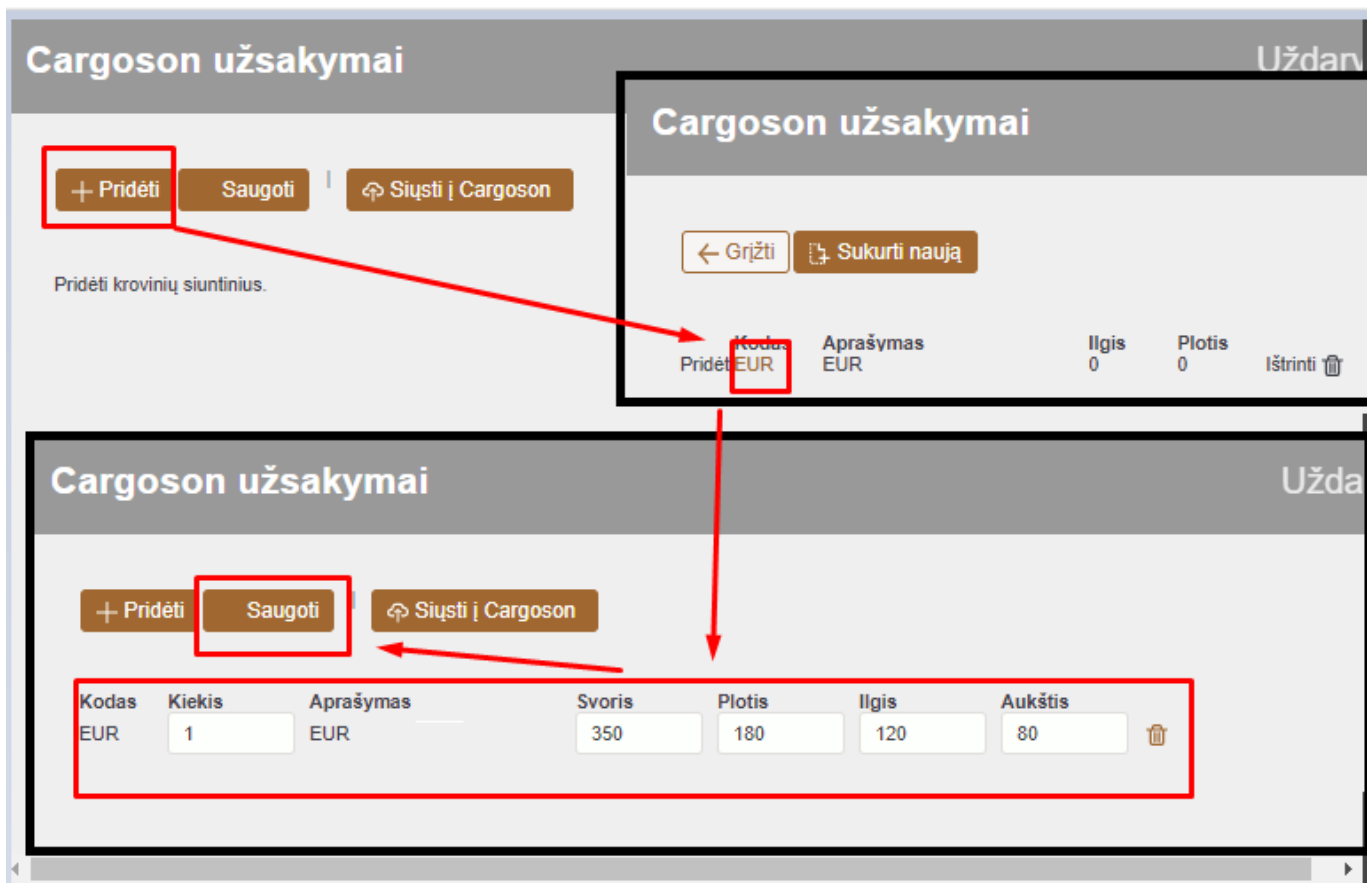 Cargoson užsakymai
+ Pridėti Saugoti | Siųsti į Cargoson
Pridėti krovinių siuntinius.
Cargoson užsakymai
← Grįžti Sukurti naują
Kodas Aprašymas Ilgis Plotis
Pridėt EUR EUR 0 0 Ištrinti
Cargoson užsakymai Užda
+ Pridėti Saugoti Siųsti į Cargoson
Kodas Kiekis Aprašymas Svoris Plotis Ilgis Aukštis
EUR 1 EUR 350 180 120 80